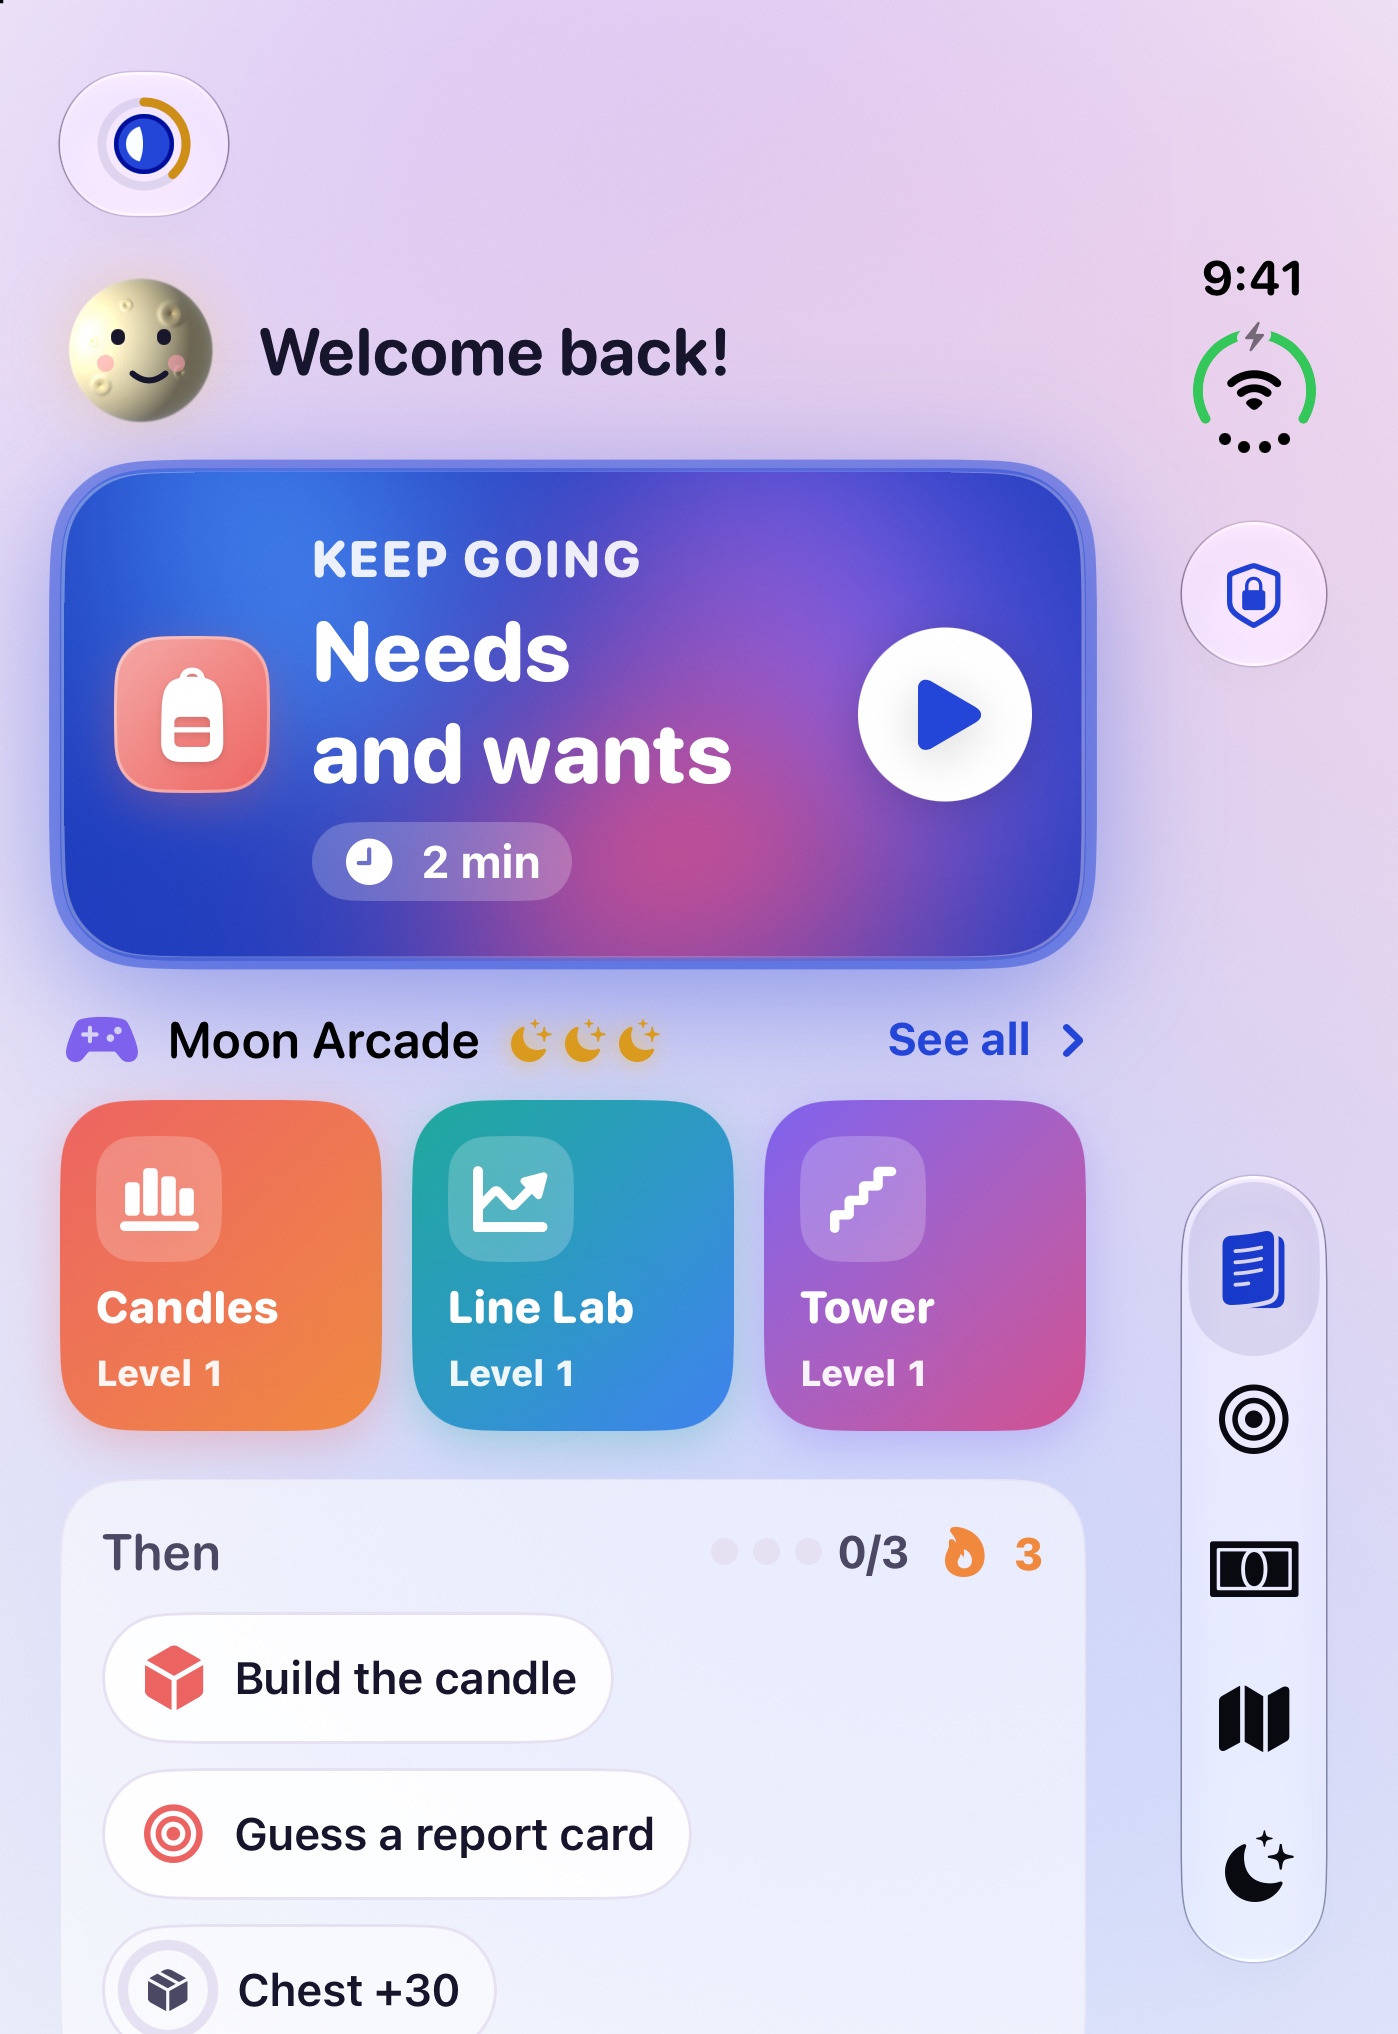 9:41
Welcome back!
KEEP GOING
Needs
and wants
2 min
Moon Arcade
See all
Candles
Level 1
Line Lab
Level 1
Tower
Level 1
Then
0/3
3
Build the candle
Guess a report card
Chest +30